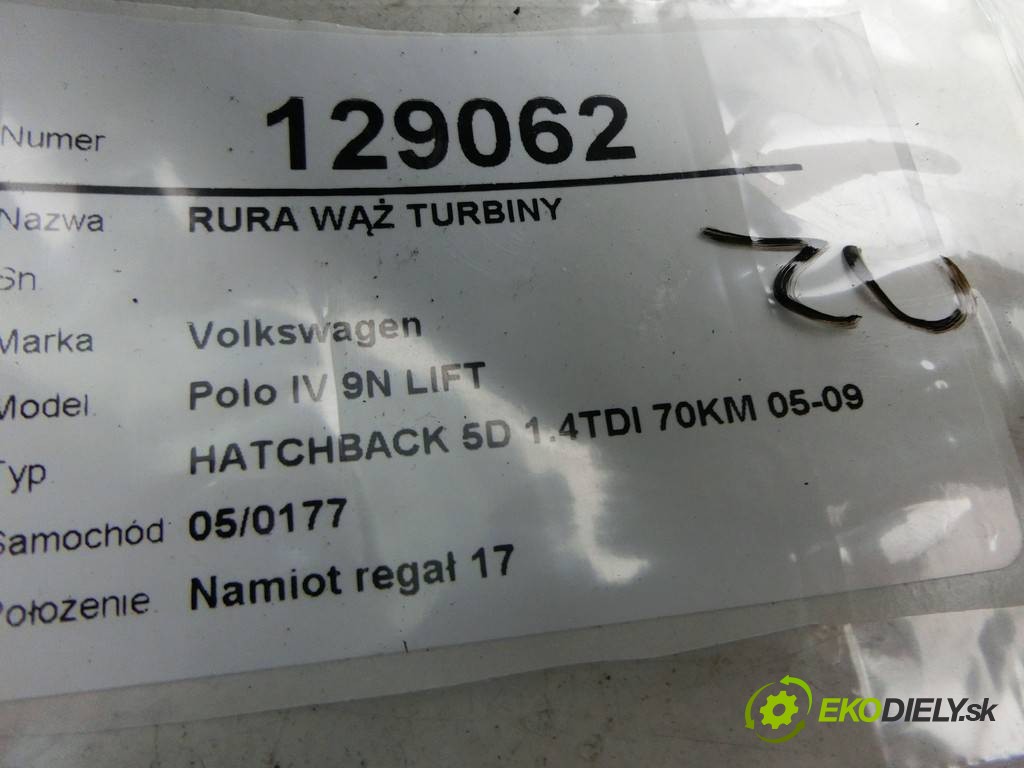 Numer 129062
Nazwa RURA WĄŻ TURBINY
Sn
Marka Volkswagen
Model. Polo IV 9N LIFT
Typ HATCHBACK 5D 1.4TDI 70KM 05-09
Samochód 05/0177
Położenie. Namiot regał 17
EKODIELY.sk